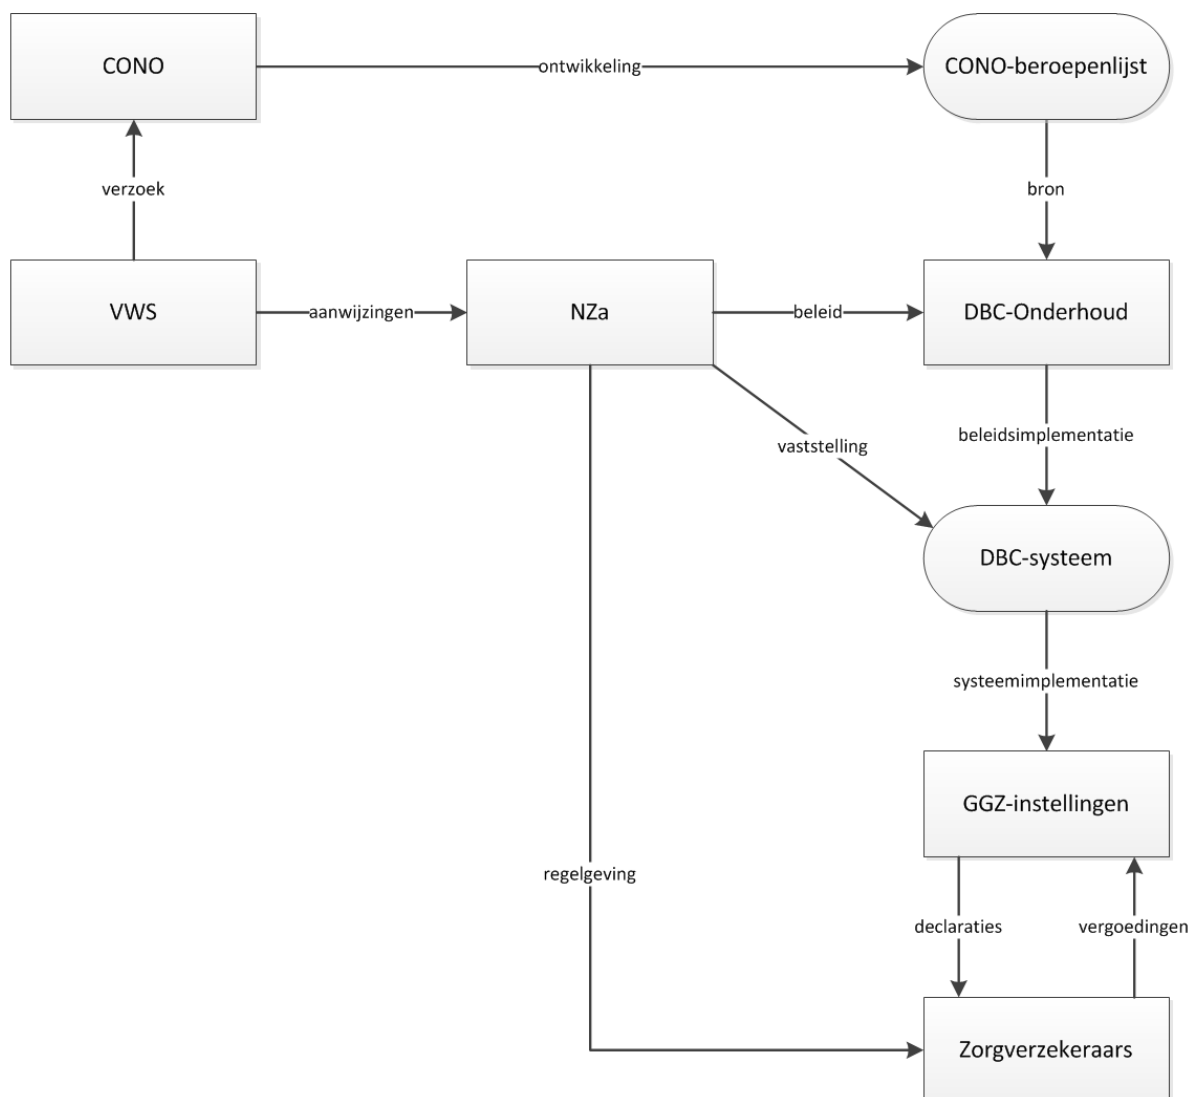 CONO
ontwikkeling
CONO-beroepenlijst
verzoek
bron
VWS
aanwijzingen
NZa
beleid
DBC-Onderhoud
vaststelling
beleidsimplementatie
DBC-systeem
systeemimplementatie
GGZ-instellingen
regelgeving
declaraties
vergoedingen
Zorgverzekeraars